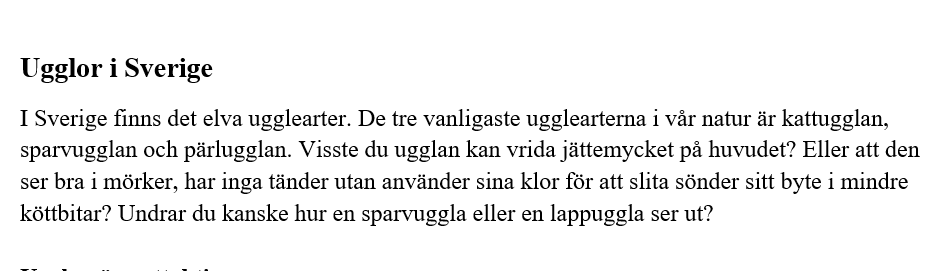 Ugglor i Sverige
I Sverige finns det elva ugglearter. De tre vanligaste ugglearterna i vår natur är kattugglan,
sparvugglan och pärlugglan. Visste du ugglan kan vrida jättemycket på huvudet? Eller att den
ser bra i mörker, har inga tänder utan använder sina klor för att slita sönder sitt byte i mindre
köttbitar? Undrar du kanske hur en sparvuggla eller en lappuggla ser ut?